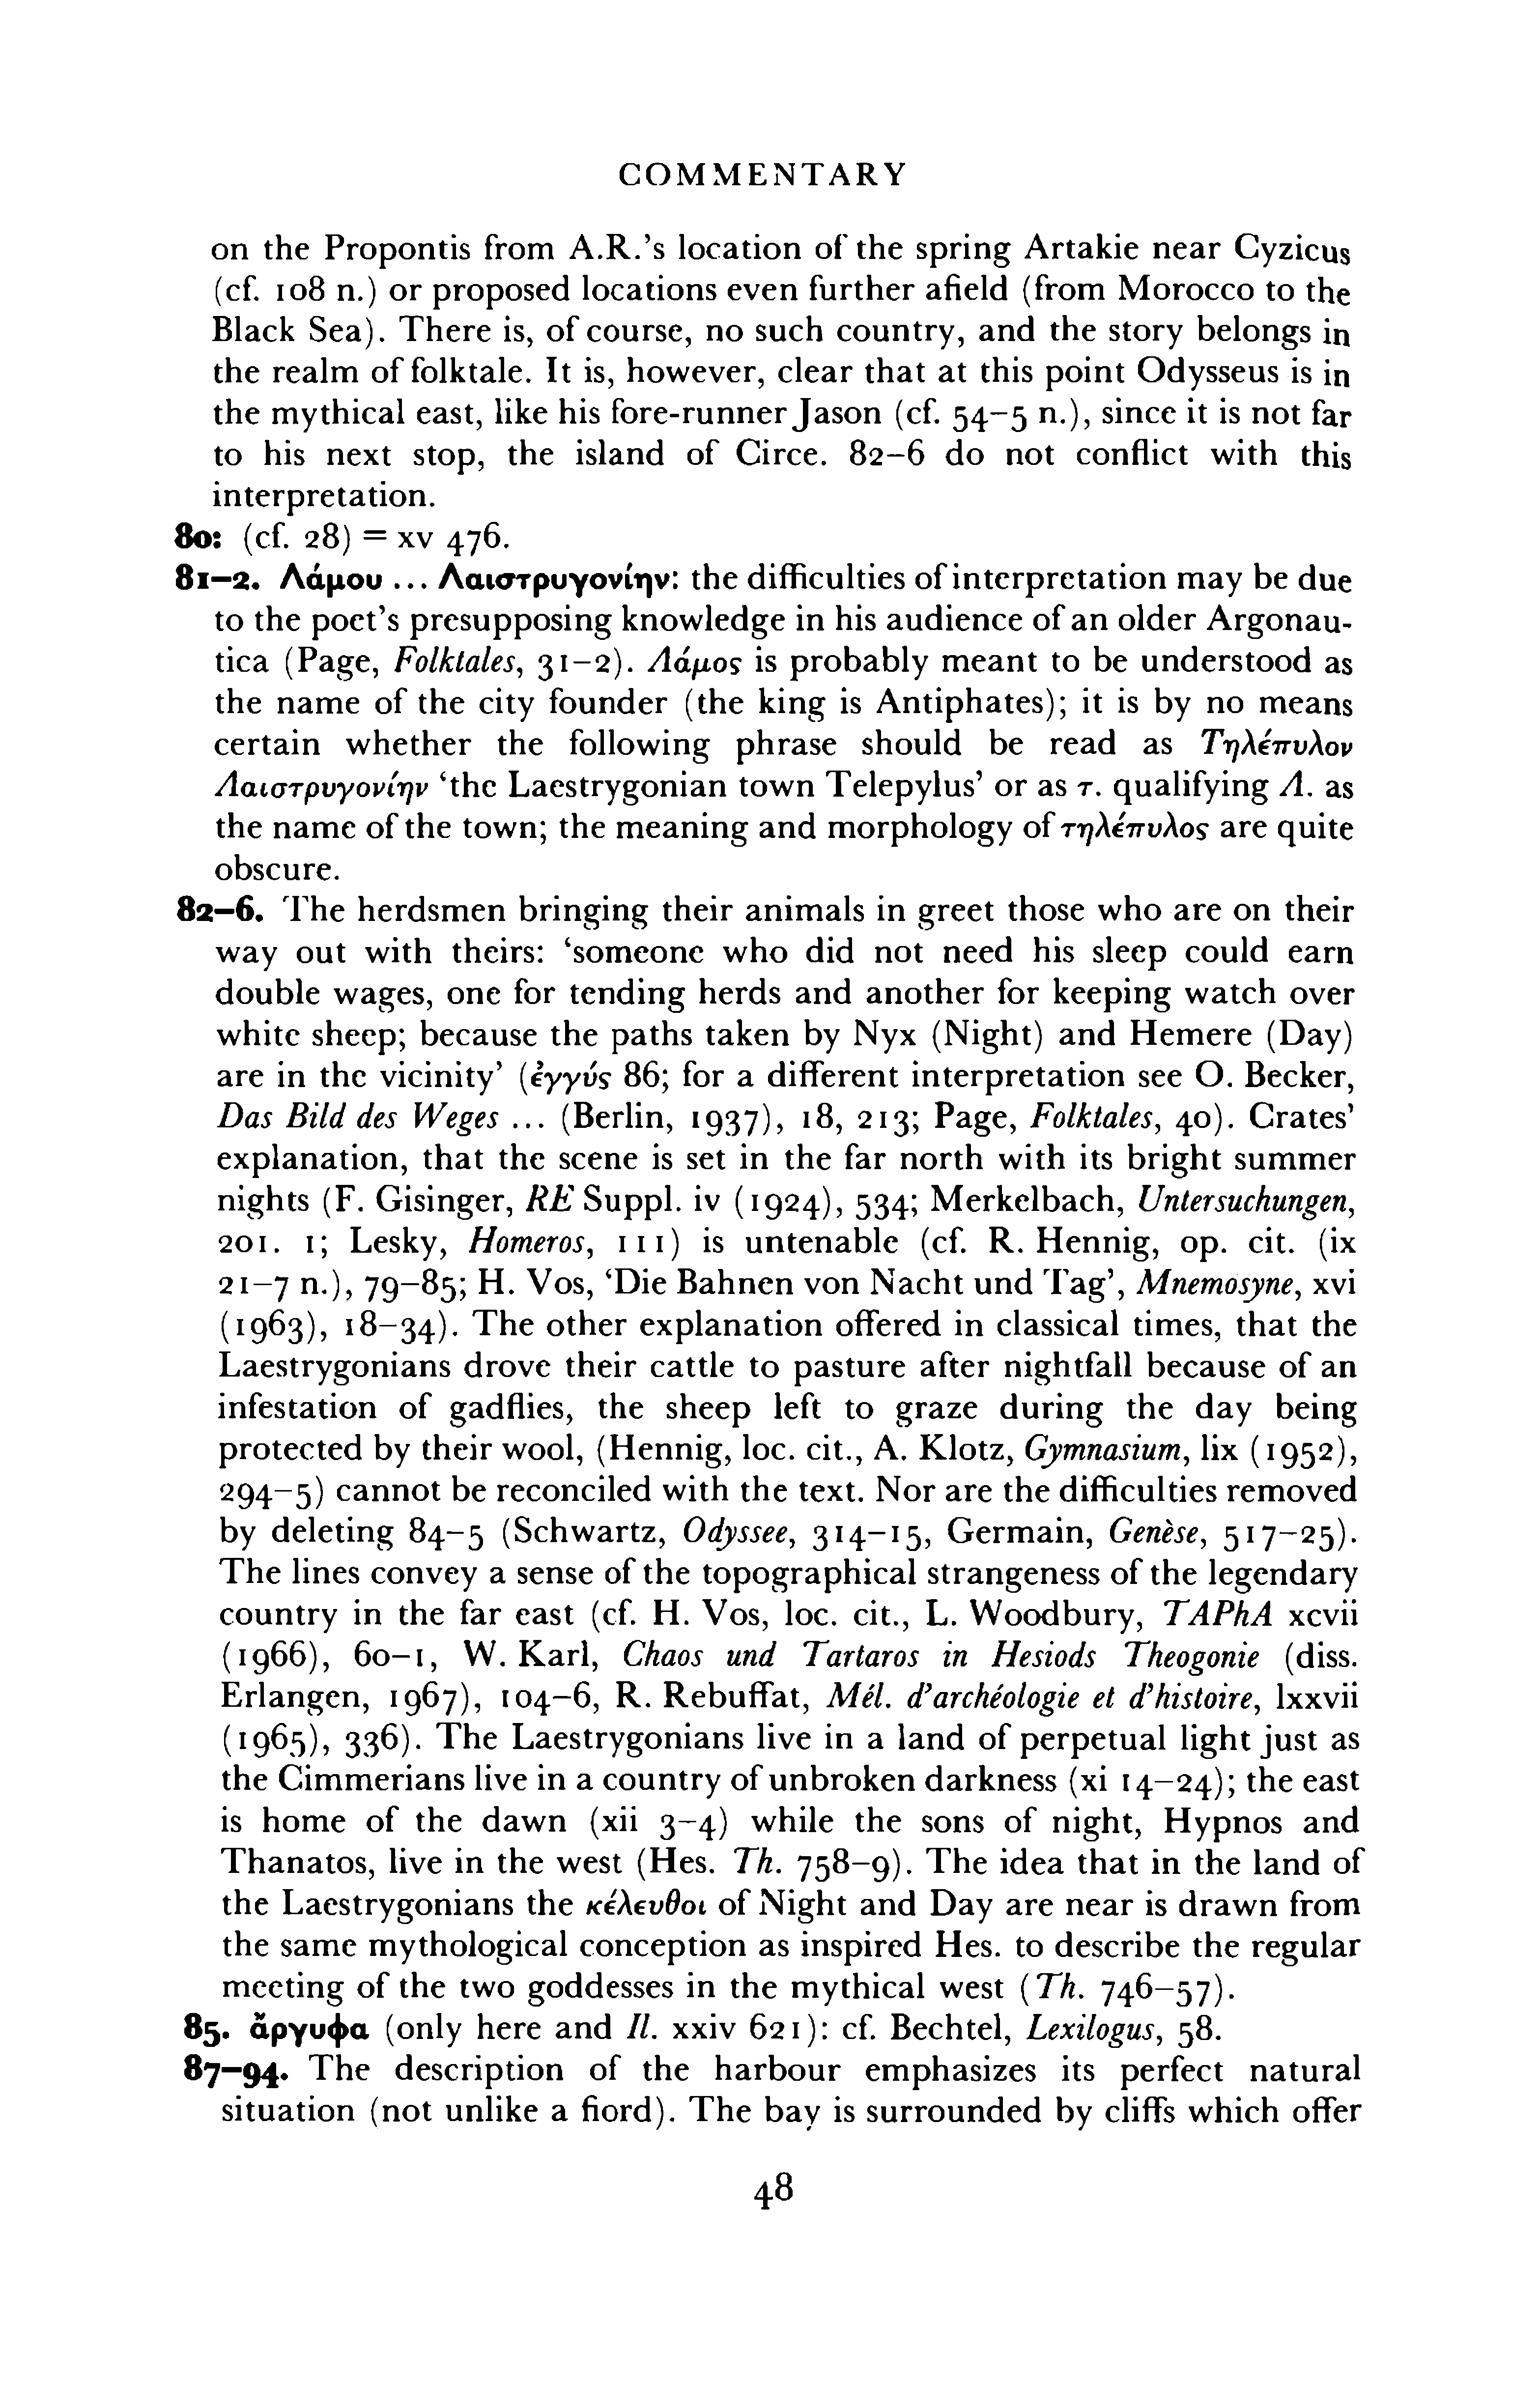 COMMENTARY
on the Propontis from A.R.’s location of the spring Artakie near Cyzicus
(cf. 108 n.) or proposed locations even further afield (from Morocco to the
Black Sea). There is, of course, no such country, and the story belongs in
the realm of folktale. It is, however, clear that at this point Odysseus is in
the mythical east, like his fore-runner Jason (cf. 54–5 n.), since it is not far
to his next stop, the island of Circe. 82–6 do not conflict with this
interpretation.
80: (cf. 28) = xv 476.
81–2. Λάμου ... Λαιστρυγονίην: the difficulties of interpretation may be due
to the poet’s presupposing knowledge in his audience of an older Argonau-
tica (Page, Folktales, 31–2). Λάμος is probably meant to be understood as
the name of the city founder (the king is Antiphates); it is by no means
certain whether the following phrase should be read as Τηλέπυλον
Λαιστρυγονίην ‘the Laestrygonian town Telepylus’ or as τ. qualifying Λ. as
the name of the town; the meaning and morphology of τηλέπυλος are quite
obscure.
82–6. The herdsmen bringing their animals in greet those who are on their
way out with theirs: ‘someone who did not need his sleep could earn
double wages, one for tending herds and another for keeping watch over
white sheep; because the paths taken by Nyx (Night) and Hemere (Day)
are in the vicinity’ (ἐγγύς 86; for a different interpretation see O. Becker,
Das Bild des Weges ... (Berlin, 1937), 18, 213; Page, Folktales, 40). Crates’
explanation, that the scene is set in the far north with its bright summer
nights (F. Gisinger, RE Suppl. iv (1924), 534; Merkelbach, Untersuchungen,
201. 1; Lesky, Homeros, 111) is untenable (cf. R. Hennig, op. cit. (ix
21–7 n.), 79–85; H. Vos, ‘Die Bahnen von Nacht und Tag’, Mnemosyne, xvi
(1963), 18–34). The other explanation offered in classical times, that the
Laestrygonians drove their cattle to pasture after nightfall because of an
infestation of gadflies, the sheep left to graze during the day being
protected by their wool, (Hennig, loc. cit., A. Klotz, Gymnasium, lix (1952),
294–5) cannot be reconciled with the text. Nor are the difficulties removed
by deleting 84–5 (Schwartz, Odyssee, 314–15, Germain, Genèse, 517–25).
The lines convey a sense of the topographical strangeness of the legendary
country in the far east (cf. H. Vos, loc. cit., L. Woodbury, TAPhA xcvii
(1966), 60–1, W. Karl, Chaos und Tartaros in Hesiods Theogonie (diss.
Erlangen, 1967), 104–6, R. Rebuffat, Mél. d’archéologie et d’histoire, lxxvii
(1965), 336). The Laestrygonians live in a land of perpetual light just as
the Cimmerians live in a country of unbroken darkness (xi 14–24); the east
is home of the dawn (xii 3–4) while the sons of night, Hypnos and
Thanatos, live in the west (Hes. Th. 758–9). The idea that in the land of
the Laestrygonians the κέλευθοι of Night and Day are near is drawn from
the same mythological conception as inspired Hes. to describe the regular
meeting of the two goddesses in the mythical west (Th. 746–57).
85. ἄργυφα (only here and Il. xxiv 621): cf. Bechtel, Lexilogus, 58.
87–94. The description of the harbour emphasizes its perfect natural
situation (not unlike a fiord). The bay is surrounded by cliffs which offer
48